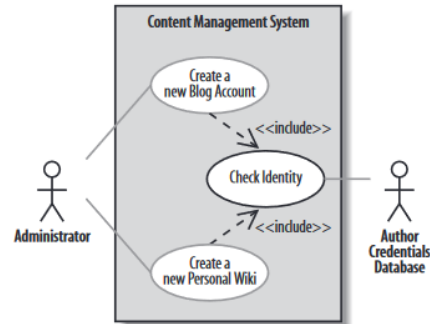 Content Management System
Create a
new Blog Account
<<include>>
Check Identity
Administrator
Author
Credentials
Database
<<include>>
Create a
new Personal Wiki